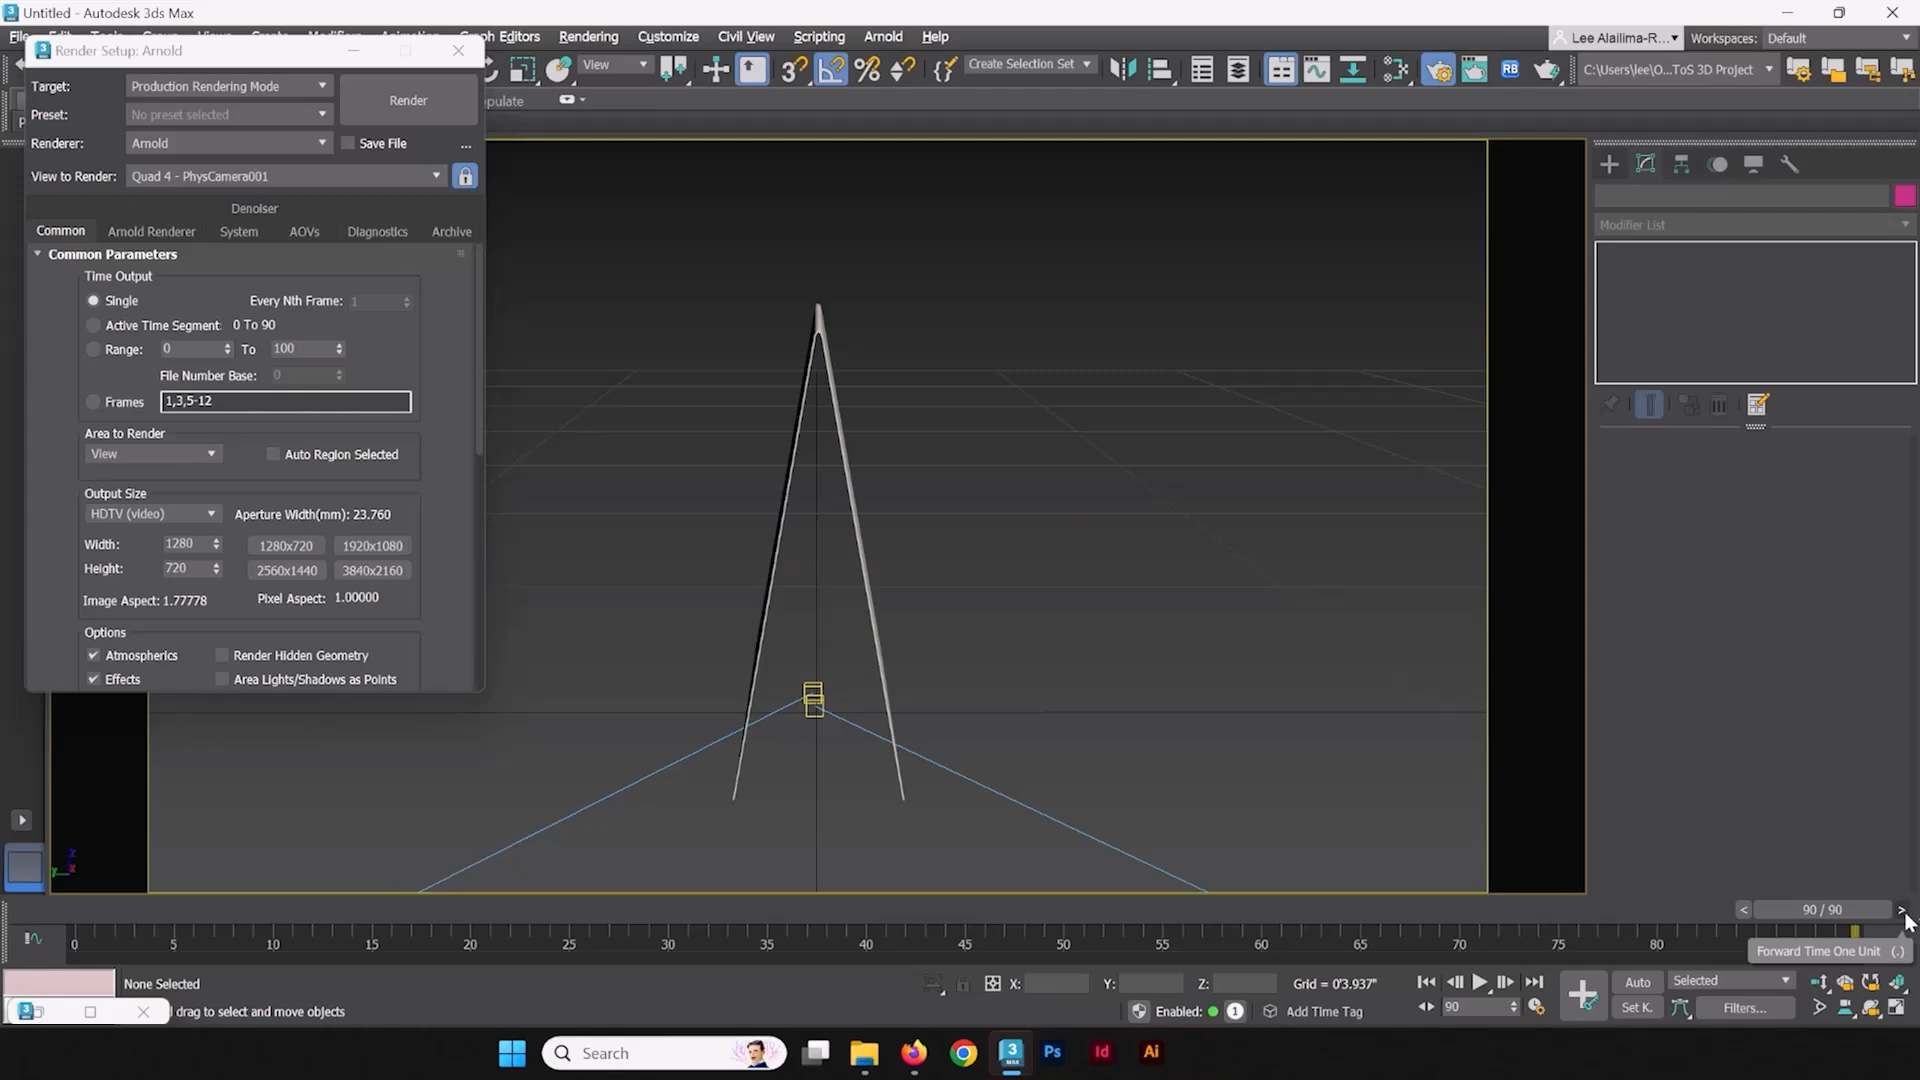 Untitled - Autodesk 3ds Max
Graph Editors Rendering Customize Civil View Scripting Arnold Help
Lee Alailima-R... Workspaces: Default
Render Setup: Arnold
View
Create Selection Set
C:\Users\lee\O...ToS 3D Project
Target: Production Rendering Mode
Render
Preset: No preset selected
Renderer: Arnold
Save File ...
View to Render: Quad 4 - PhysCamera001
Denoiser
Common Arnold Renderer System AOVs Diagnostics Archive
Common Parameters
Time Output
Single Every Nth Frame: 1
Active Time Segment: 0 To 90
Range: 0 To 100
File Number Base: 0
Frames 1,3,5-12
Area to Render
View Auto Region Selected
Output Size
HDTV (video) Aperture Width(mm): 23.760
Width: 1280 1280x720 1920x1080
Height: 720 2560x1440 3840x2160
Image Aspect: 1.77778 Pixel Aspect: 1.00000
Options
Atmospherics Render Hidden Geometry
Effects Area Lights/Shadows as Points
Modifier List
< 90 / 90 >
0 5 10 15 20 25 30 35 40 45 50 55 60 65 70 75 80
Forward Time One Unit (.)
None Selected X: Y: Z: Grid = 0'3.937" Auto Selected
drag to select and move objects Enabled: 1 Add Time Tag 90 Set K. Filters...
Search